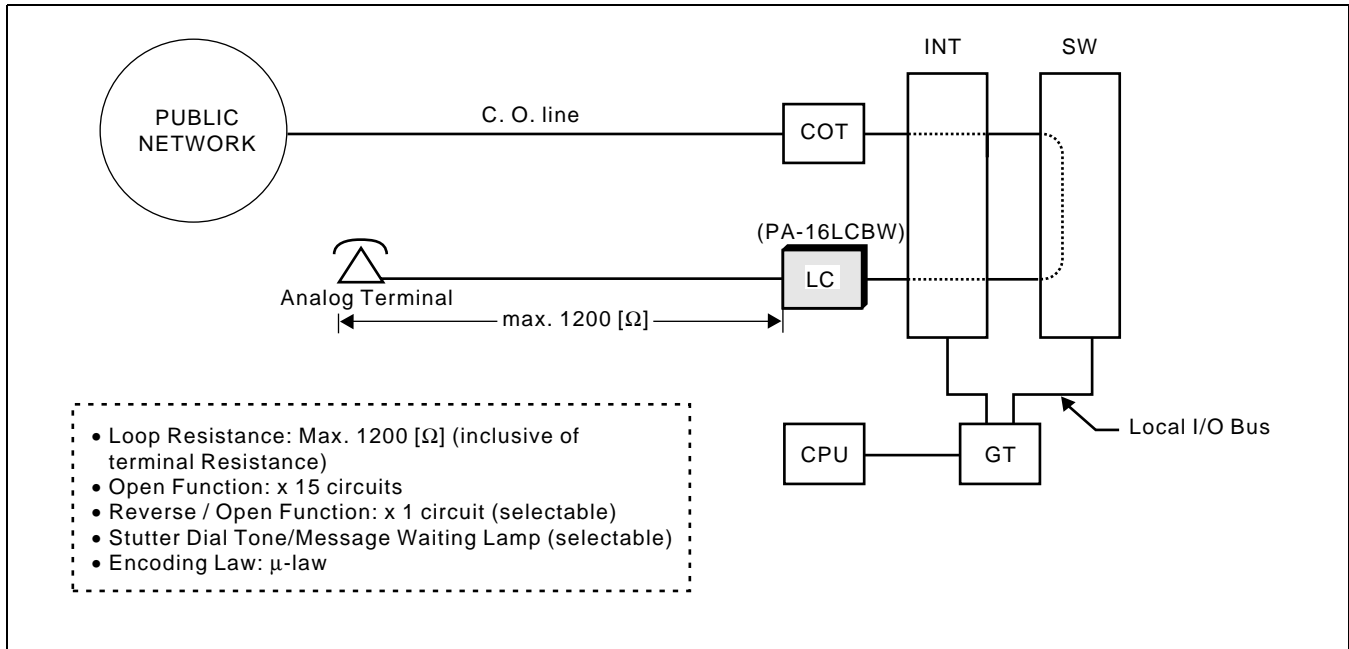 INT
SW
PUBLIC
NETWORK
C. O. line
COT
(PA-16LCBW)
LC
Analog Terminal
max. 1200 [Ω]
Local I/O Bus
CPU
GT
• Loop Resistance: Max. 1200 [Ω] (inclusive of
terminal Resistance)
• Open Function: x 15 circuits
• Reverse / Open Function: x 1 circuit (selectable)
• Stutter Dial Tone/Message Waiting Lamp (selectable)
• Encoding Law: μ-law